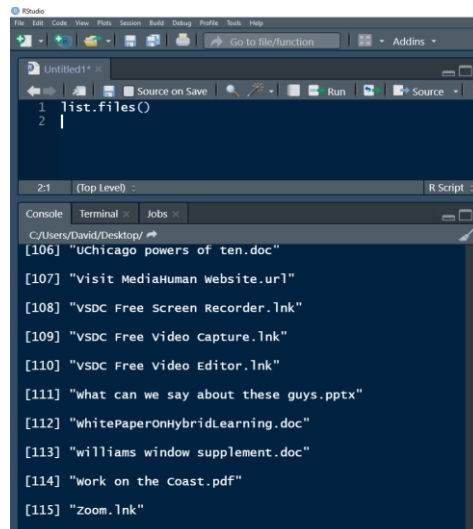 RStudio
File Edit Code View Plots Session Build Debug Profile Tools Help
Go to file/function Addins
Untitled1*
Source on Save Run Source
1 list.files()
2
2:1 (Top Level) R Script
Console Terminal Jobs
C:/Users/David/Desktop/
[106] "UChicago powers of ten.doc"
[107] "Visit MediaHuman Website.url"
[108] "VSDC Free Screen Recorder.lnk"
[109] "VSDC Free Video Capture.lnk"
[110] "VSDC Free Video Editor.lnk"
[111] "what can we say about these guys.pptx"
[112] "WhitePaperOnHybridLearning.doc"
[113] "williams window supplement.doc"
[114] "Work on the Coast.pdf"
[115] "Zoom.lnk"